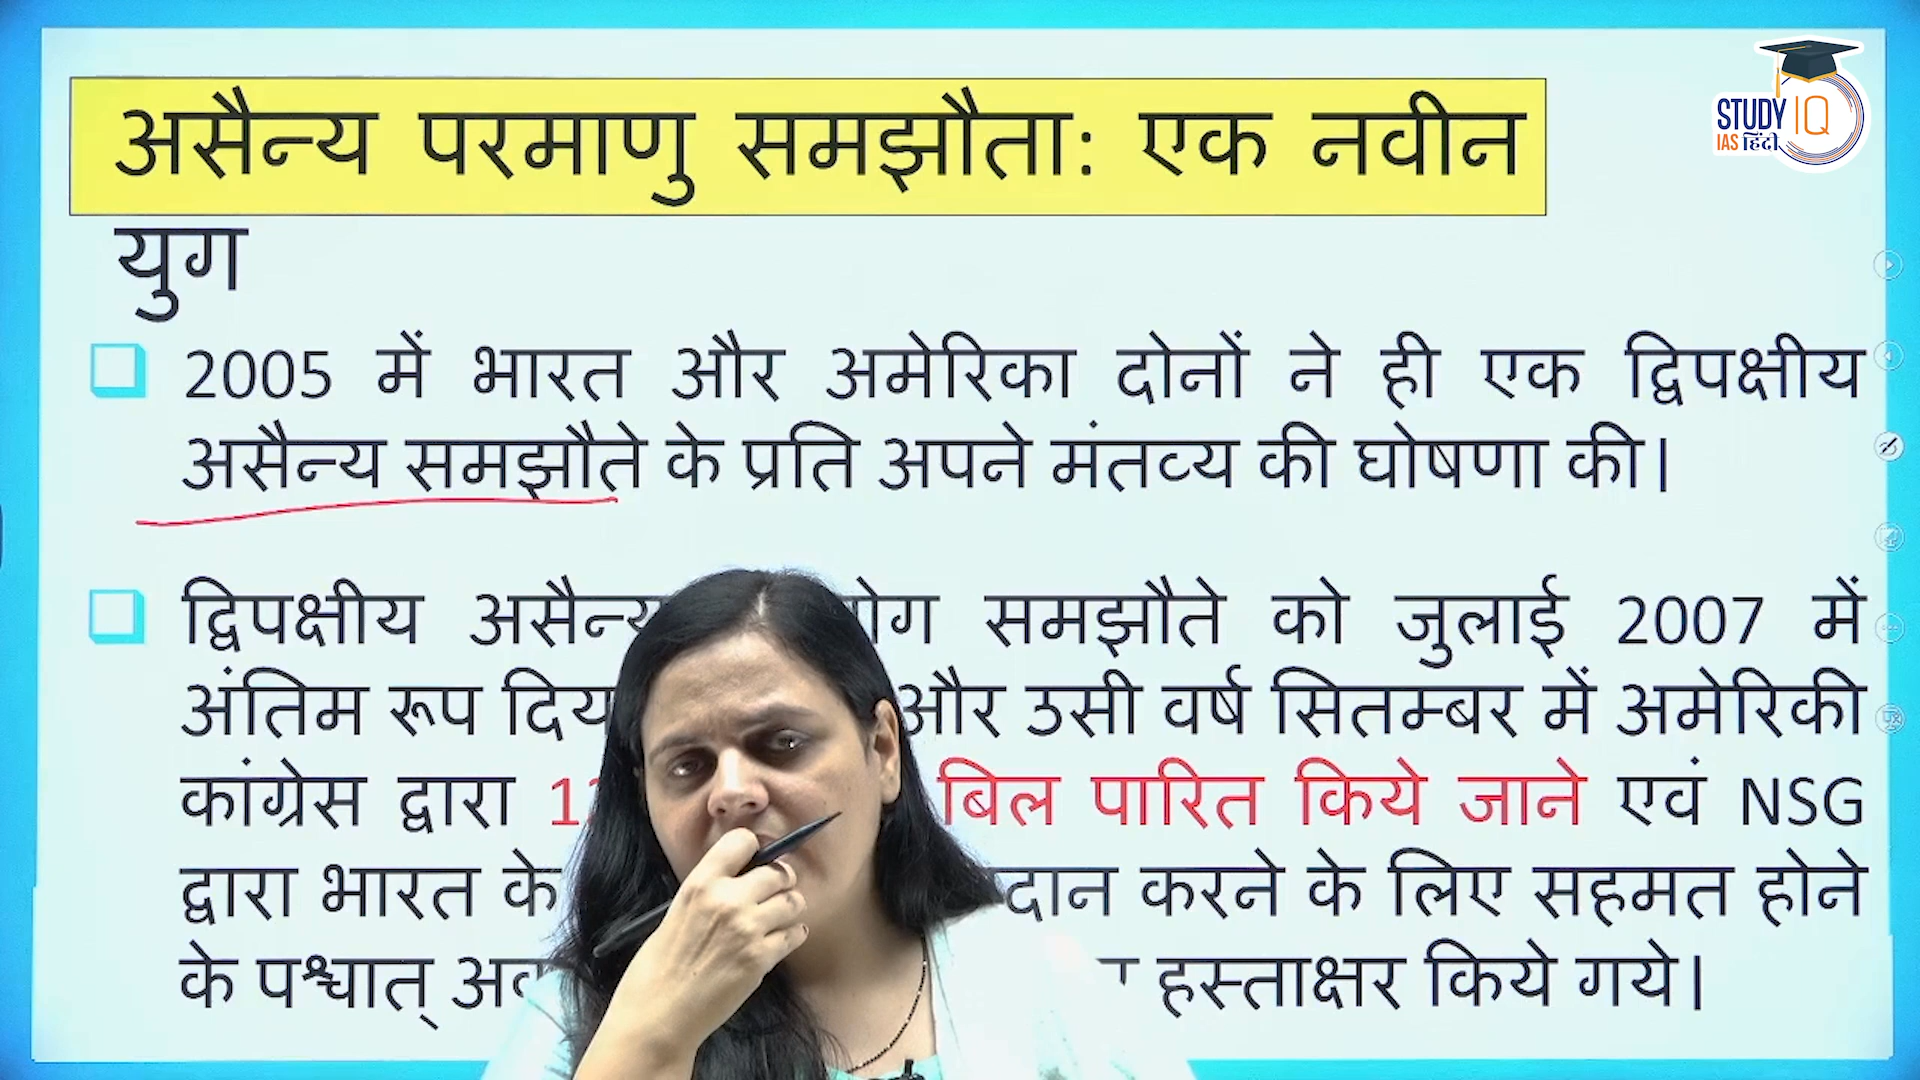 असैन्य परमाणु समझौता: एक नवीन
युग
STUDY IQ
IAS हिंदी
2005 में भारत और अमेरिका दोनों ने ही एक द्विपक्षीय
असैन्य समझौते के प्रति अपने मंतव्य की घोषणा की।
द्विपक्षीय समझौते को जुलाई 2007 में
अंतिम रूप और उसी वर्ष सितम्बर में अमेरिकी
कांग्रेस द्वारा बिल पारित किये जाने एवं NSG
द्वारा भारत के करने के लिए सहमत होने
के पश्चात् हस्ताक्षर किये गये।